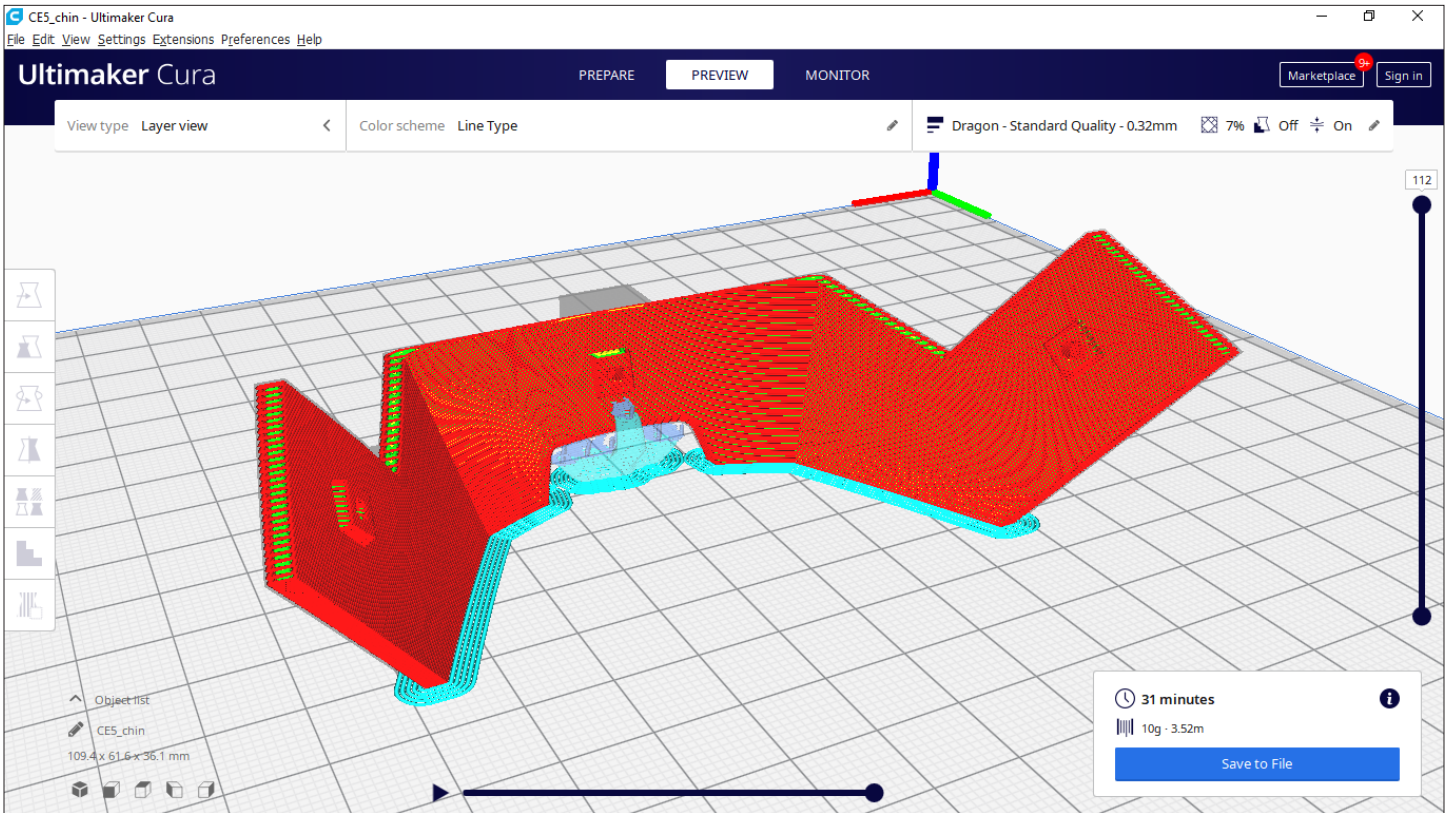 CE5_chin - Ultimaker Cura
File Edit View Settings Extensions Preferences Help
Ultimaker Cura
PREPARE
PREVIEW
MONITOR
Marketplace
9+
Sign in
View type Layer view
Color scheme Line Type
Dragon - Standard Quality - 0.32mm
7%
Off
On
112
Object list
CE5_chin
109.4 x 61.6 x 36.1 mm
31 minutes
10g · 3.52m
Save to File